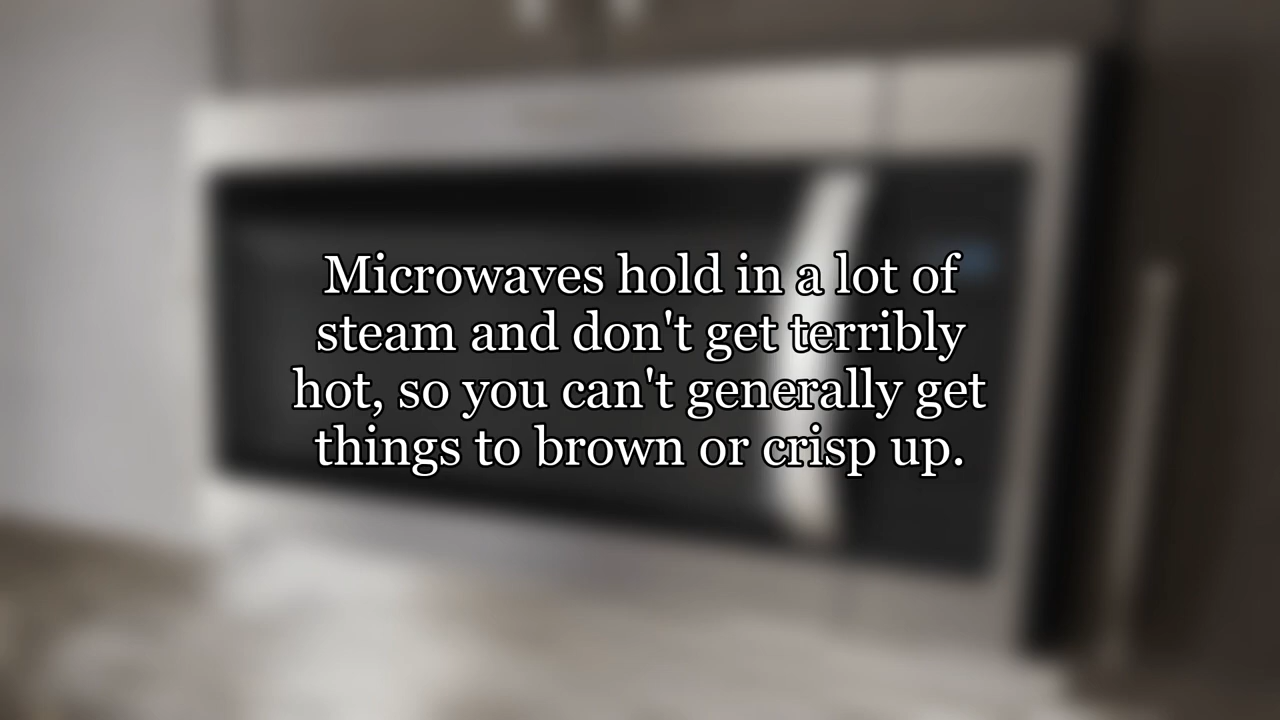 Microwaves hold in a lot of
steam and don't get terribly
hot, so you can't generally get
things to brown or crisp up.